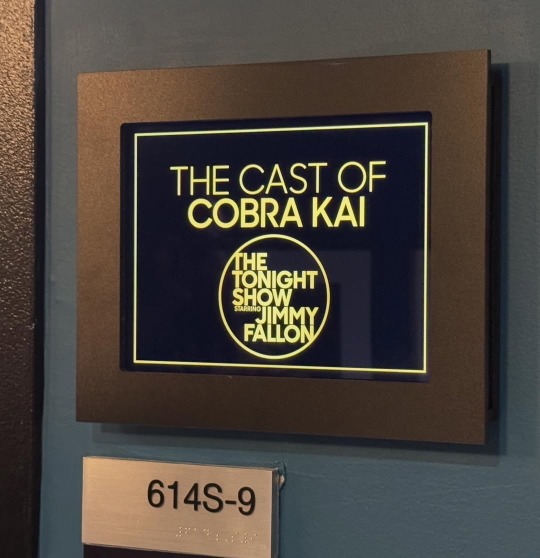 THE CAST OF
COBRA KAI
THE
TONIGHT
SHOW
STARRING
JIMMY
FALLON
614S-9